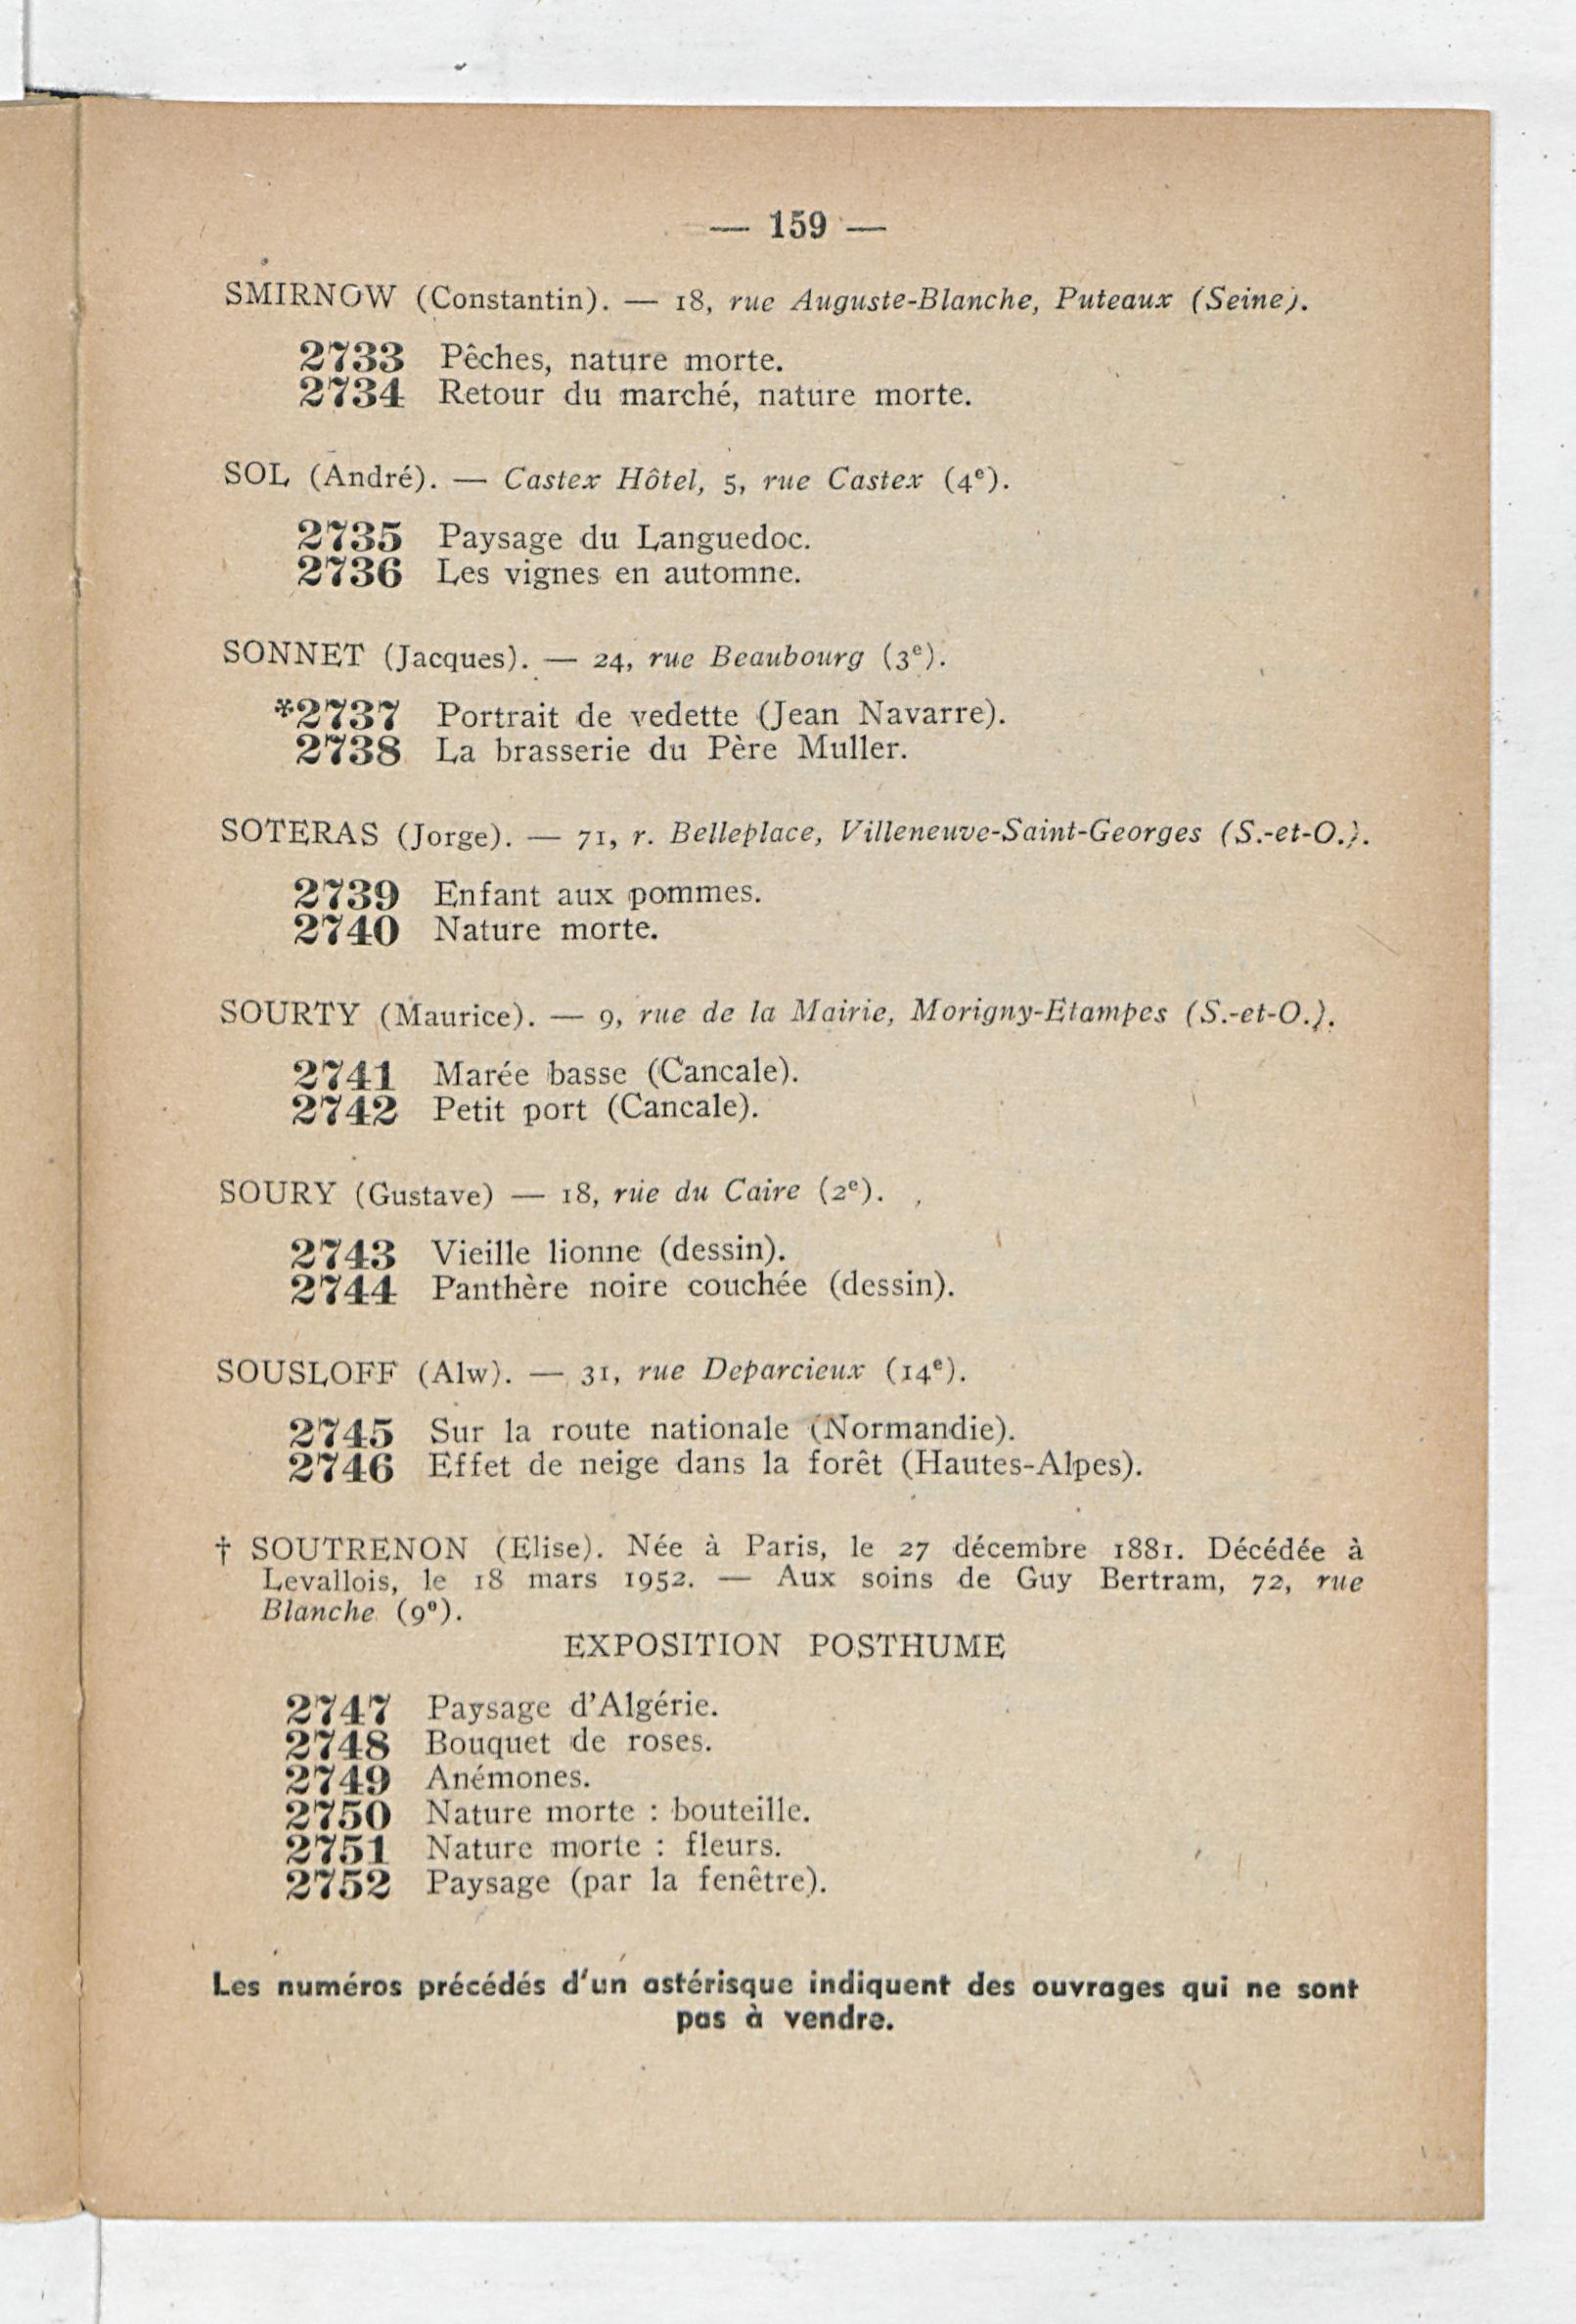 — 159 —
SMIRNOW (Constantin). — 18, rue Auguste-Blanche, Puteaux (Seine).
2733 Pêches, nature morte.
2734 Retour du marché, nature morte.
SOL (André). — Castex Hôtel, 5, rue Castex (4e).
2735 Paysage du Languedoc.
2736 Les vignes en automne.
SONNET (Jacques). — 24, rue Beaubourg (3e).
*2737 Portrait de vedette (Jean Navarre).
2738 La brasserie du Père Muller.
SOTERAS (Jorge). — 71, r. Belleplace, Villeneuve-Saint-Georges (S.-et-O.).
2739 Enfant aux pommes.
2740 Nature morte.
SOURTY (Maurice). — 9, rue de la Mairie, Morigny-Etampes (S.-et-O.).
2741 Marée basse (Cancale).
2742 Petit port (Cancale).
SOURY (Gustave) — 18, rue du Caire (2e).
2743 Vieille lionne (dessin).
2744 Panthère noire couchée (dessin).
SOUSLOFF (Alw). — 31, rue Deparcieux (14e).
2745 Sur la route nationale (Normandie).
2746 Effet de neige dans la forêt (Hautes-Alpes).
† SOUTRENON (Elise). Née à Paris, le 27 décembre 1881. Décédée à
Levallois, le 18 mars 1952. — Aux soins de Guy Bertram, 72, rue
Blanche (9e).
EXPOSITION POSTHUME
2747 Paysage d'Algérie.
2748 Bouquet de roses.
2749 Anémones.
2750 Nature morte : bouteille.
2751 Nature morte : fleurs.
2752 Paysage (par la fenêtre).
Les numéros précédés d'un astérisque indiquent des ouvrages qui ne sont
pas à vendre.